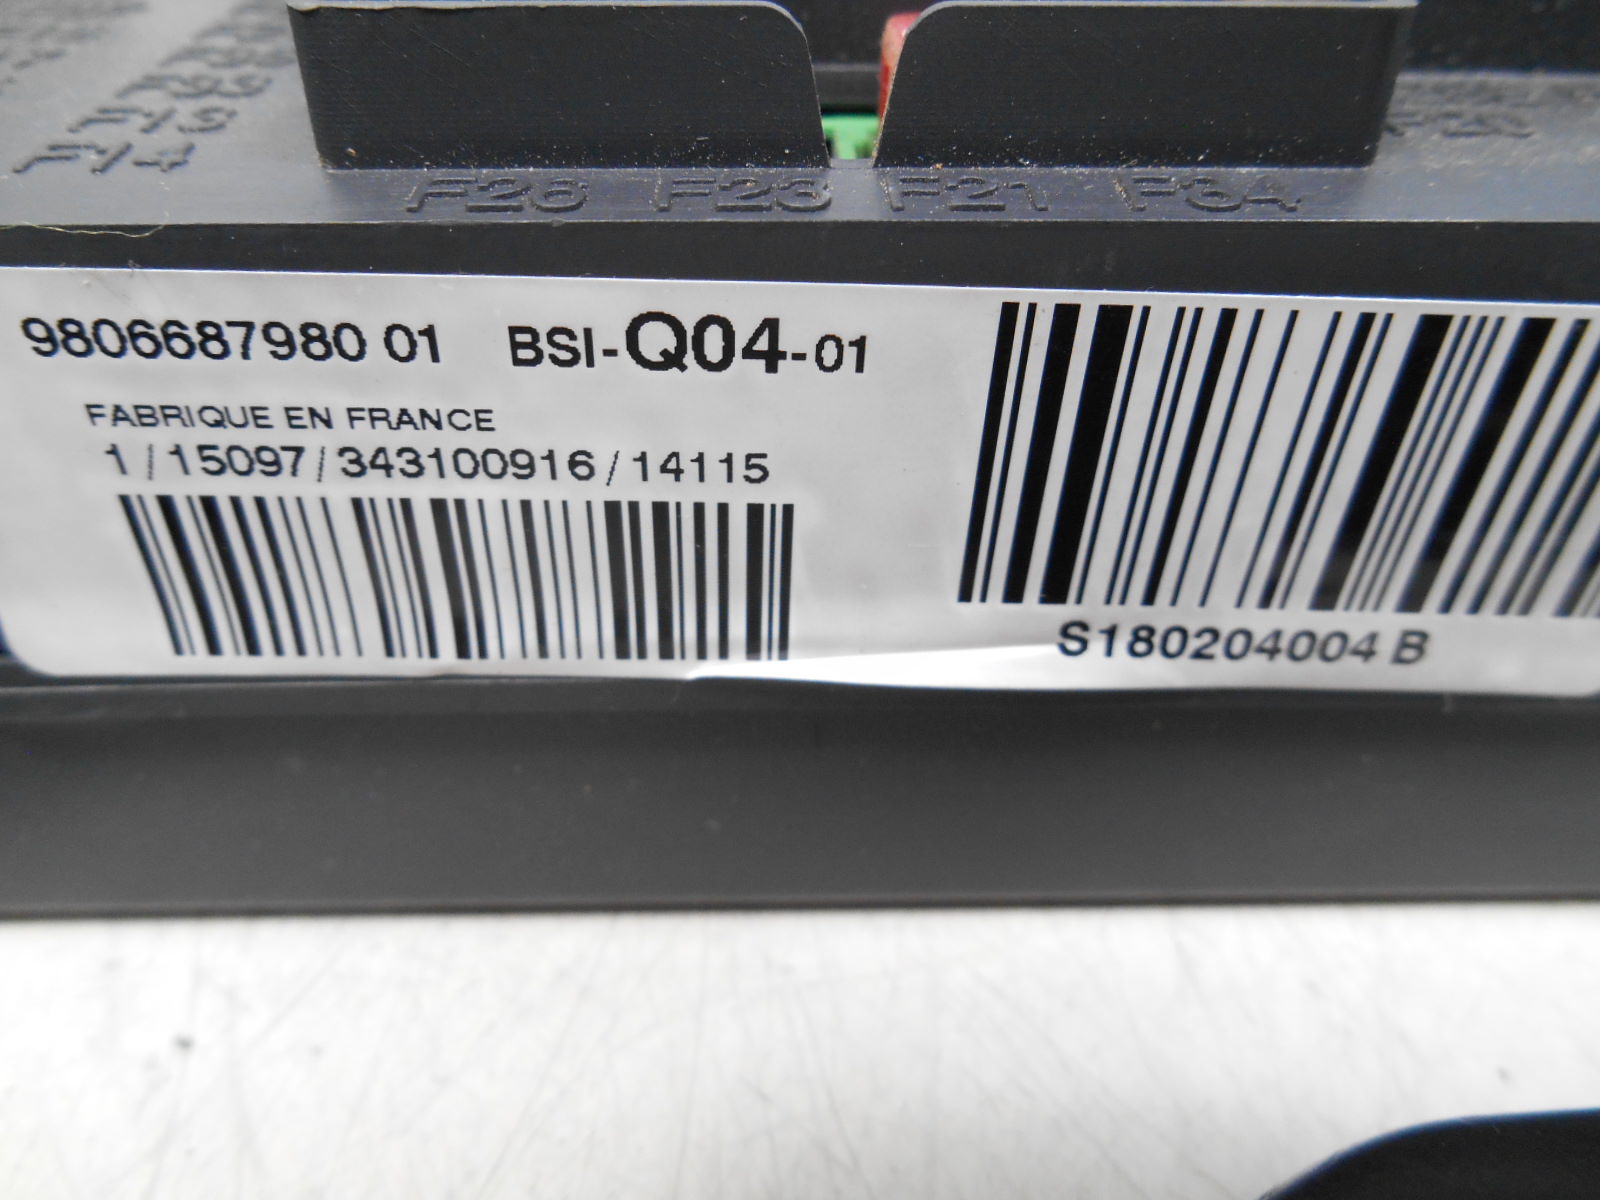 F13
F14
F26 F23 F21 F34
9806687980 01 BSI-Q04-01
FABRIQUE EN FRANCE
1/15097/343100916/14115
S180204004 B